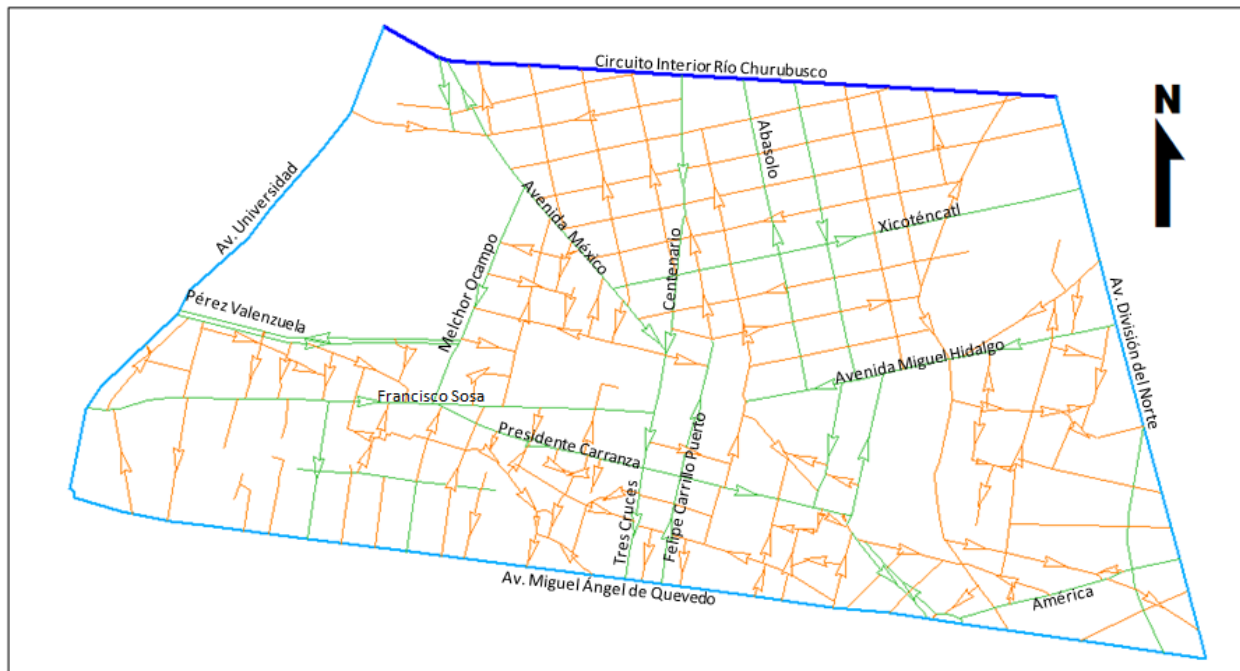 Circuito Interior Río Churubusco
N
Abasolo
Av. Universidad
Avenida México
Centenario
Xicoténcatl
Melchor Ocampo
Pérez Valenzuela
Av. División del Norte
Avenida Miguel Hidalgo
Francisco Sosa
Presidente Carranza
Felipe Carrillo Puerto
Tres Cruces
Av. Miguel Ángel de Quevedo
América